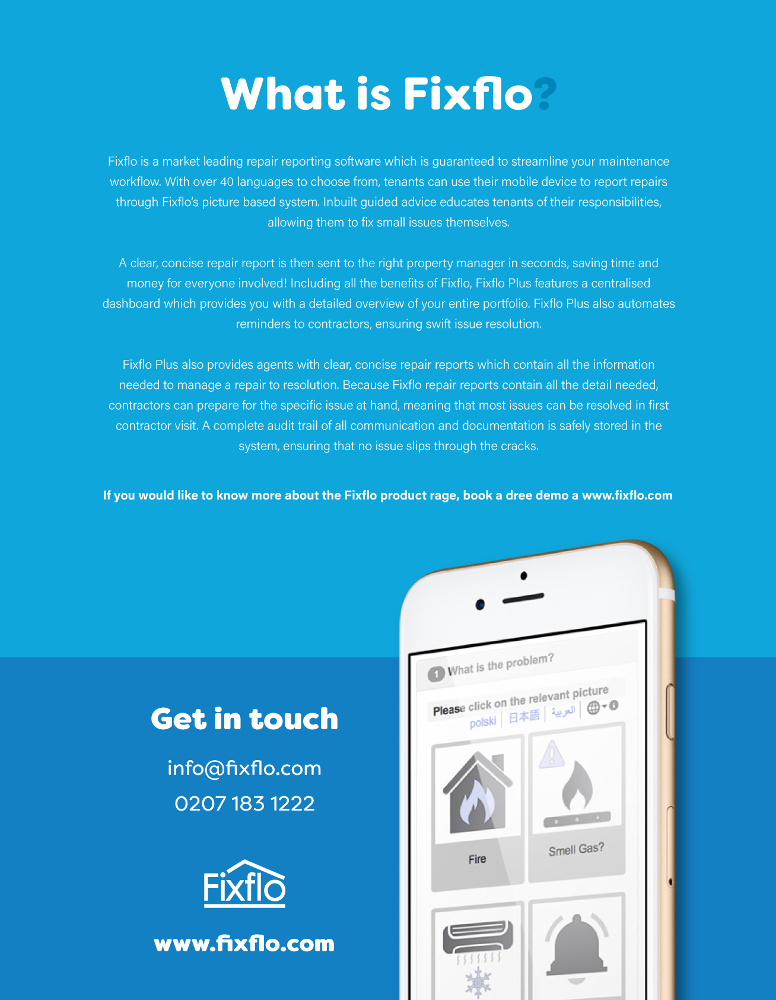 What is Fixflo?
Fixflo is a market leading repair reporting software which is guaranteed to streamline your maintenance
workflow. With over 40 languages to choose from, tenants can use their mobile device to report repairs
through Fixflo’s picture based system. Inbuilt guided advice educates tenants of their responsibilities,
allowing them to fix small issues themselves.
A clear, concise repair report is then sent to the right property manager in seconds, saving time and
money for everyone involved! Including all the benefits of Fixflo, Fixflo Plus features a centralised
dashboard which provides you with a detailed overview of your entire portfolio. Fixflo Plus also automates
reminders to contractors, ensuring swift issue resolution.
Fixflo Plus also provides agents with clear, concise repair reports which contain all the information
needed to manage a repair to resolution. Because Fixflo repair reports contain all the detail needed,
contractors can prepare for the specific issue at hand, meaning that most issues can be resolved in first
contractor visit. A complete audit trail of all communication and documentation is safely stored in the
system, ensuring that no issue slips through the cracks.
If you would like to know more about the Fixflo product rage, book a dree demo a www.fixflo.com
Get in touch
info@fixflo.com
0207 183 1222
Fixflo
www.fixflo.com
1 What is the problem?
Please click on the relevant picture
polski | 日本語 | العربية |
Fire
Smell Gas?